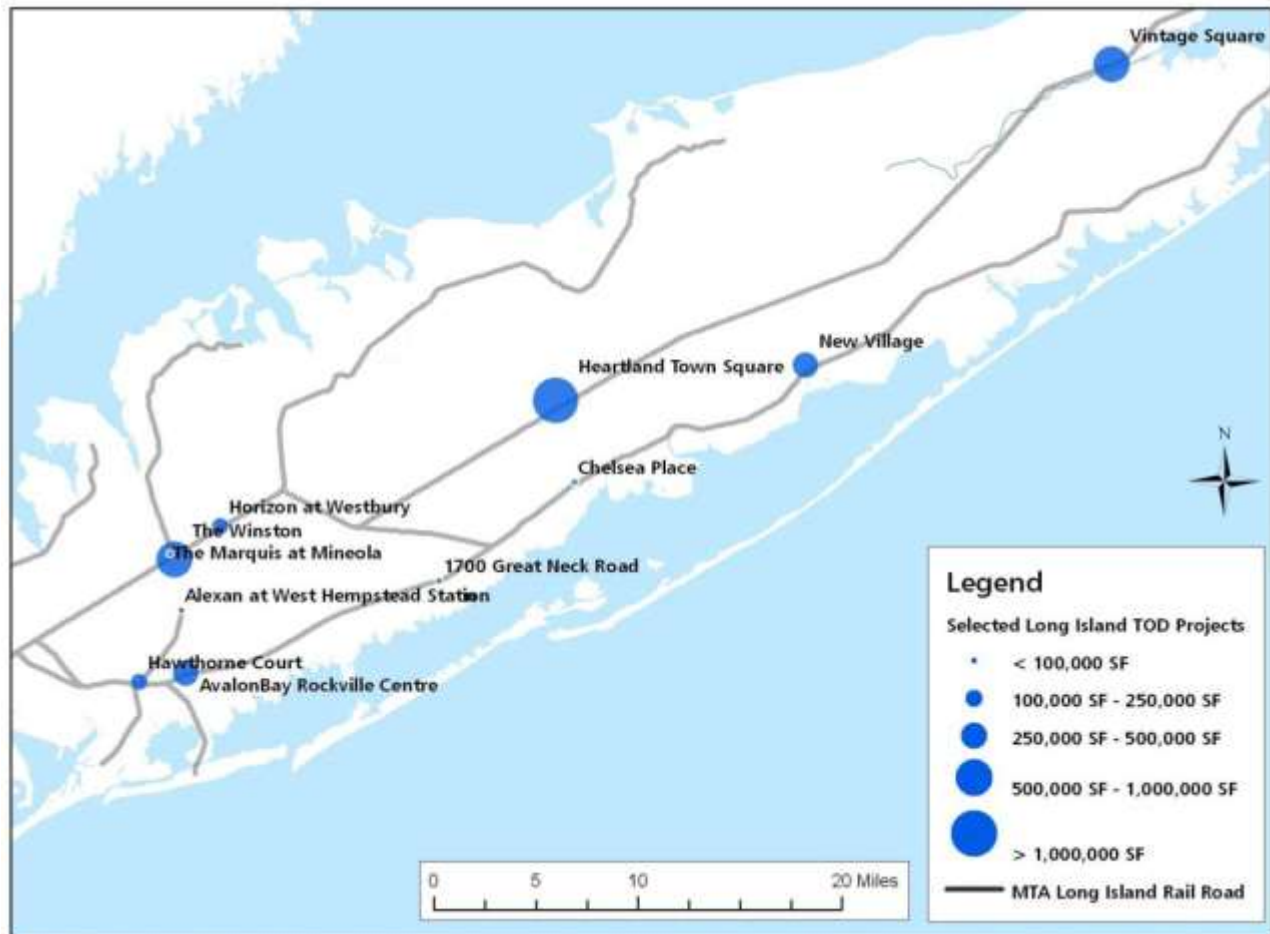 Vintage Square
New Village
Heartland Town Square
Chelsea Place
Horizon at Westbury
The Winston
The Marquis at Mineola
1700 Great Neck Road
Alexan at West Hempstead Station
Hawthorne Court
AvalonBay Rockville Centre
N
Legend
Selected Long Island TOD Projects
< 100,000 SF
100,000 SF - 250,000 SF
250,000 SF - 500,000 SF
500,000 SF - 1,000,000 SF
> 1,000,000 SF
MTA Long Island Rail Road
0 5 10 20 Miles